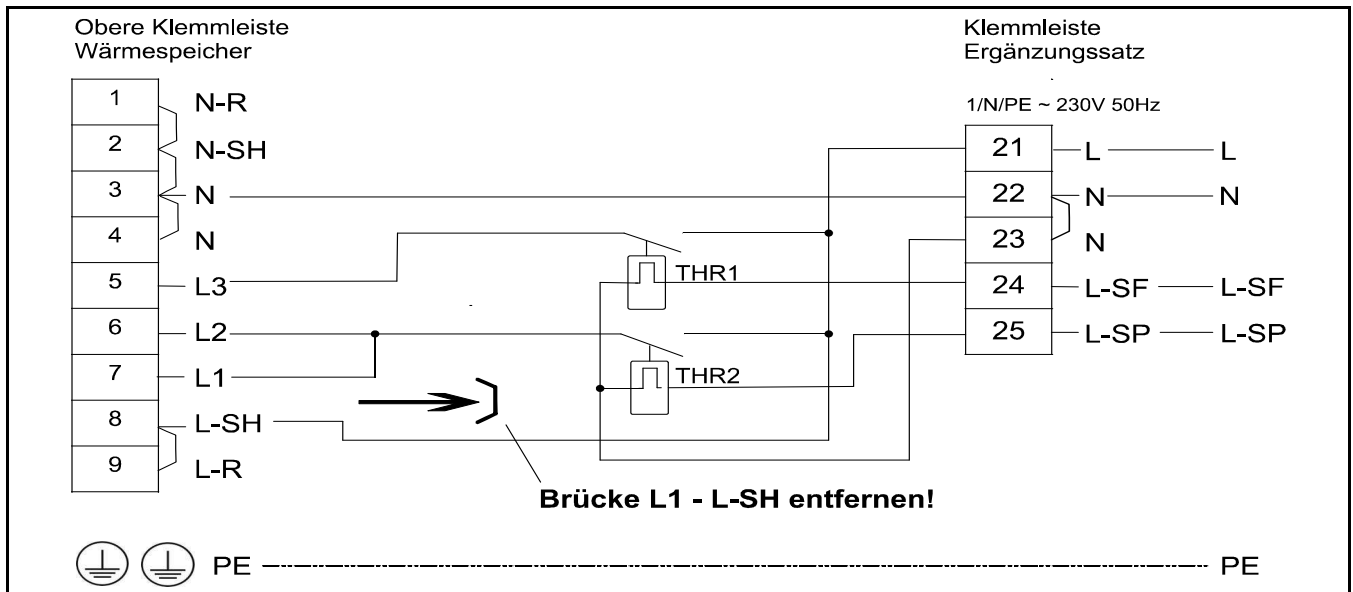 Obere Klemmleiste
Wärmespeicher
Klemmleiste
Ergänzungssatz
1/N/PE ~ 230V 50Hz
1 N-R
2 N-SH
3 N
4 N
5 L3
6 L2
7 L1
8 L-SH
9 L-R
THR1
THR2
21 L L
22 N N
23 N
24 L-SF L-SF
25 L-SP L-SP
Brücke L1 - L-SH entfernen!
PE PE